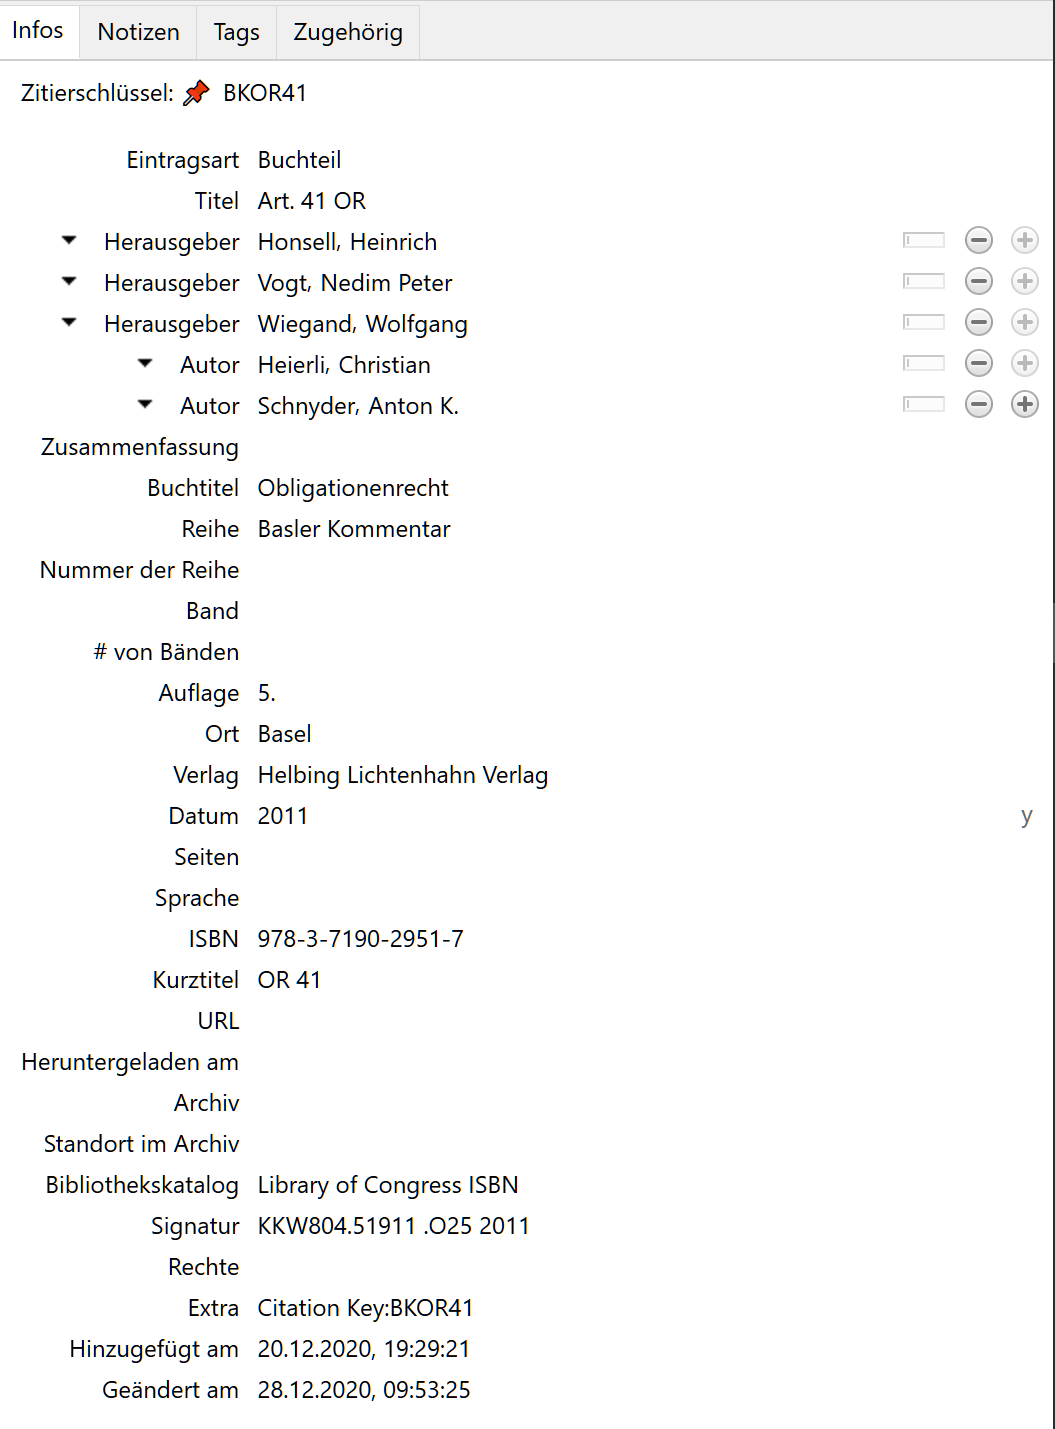 Infos Notizen Tags Zugehörig
Zitierschlüssel: BKOR41
Eintragsart Buchteil
Titel Art. 41 OR
Herausgeber Honsell, Heinrich
Herausgeber Vogt, Nedim Peter
Herausgeber Wiegand, Wolfgang
Autor Heierli, Christian
Autor Schnyder, Anton K.
Zusammenfassung
Buchtitel Obligationenrecht
Reihe Basler Kommentar
Nummer der Reihe
Band
# von Bänden
Auflage 5.
Ort Basel
Verlag Helbing Lichtenhahn Verlag
Datum 2011 y
Seiten
Sprache
ISBN 978-3-7190-2951-7
Kurztitel OR 41
URL
Heruntergeladen am
Archiv
Standort im Archiv
Bibliothekskatalog Library of Congress ISBN
Signatur KKW804.51911 .O25 2011
Rechte
Extra Citation Key:BKOR41
Hinzugefügt am 20.12.2020, 19:29:21
Geändert am 28.12.2020, 09:53:25